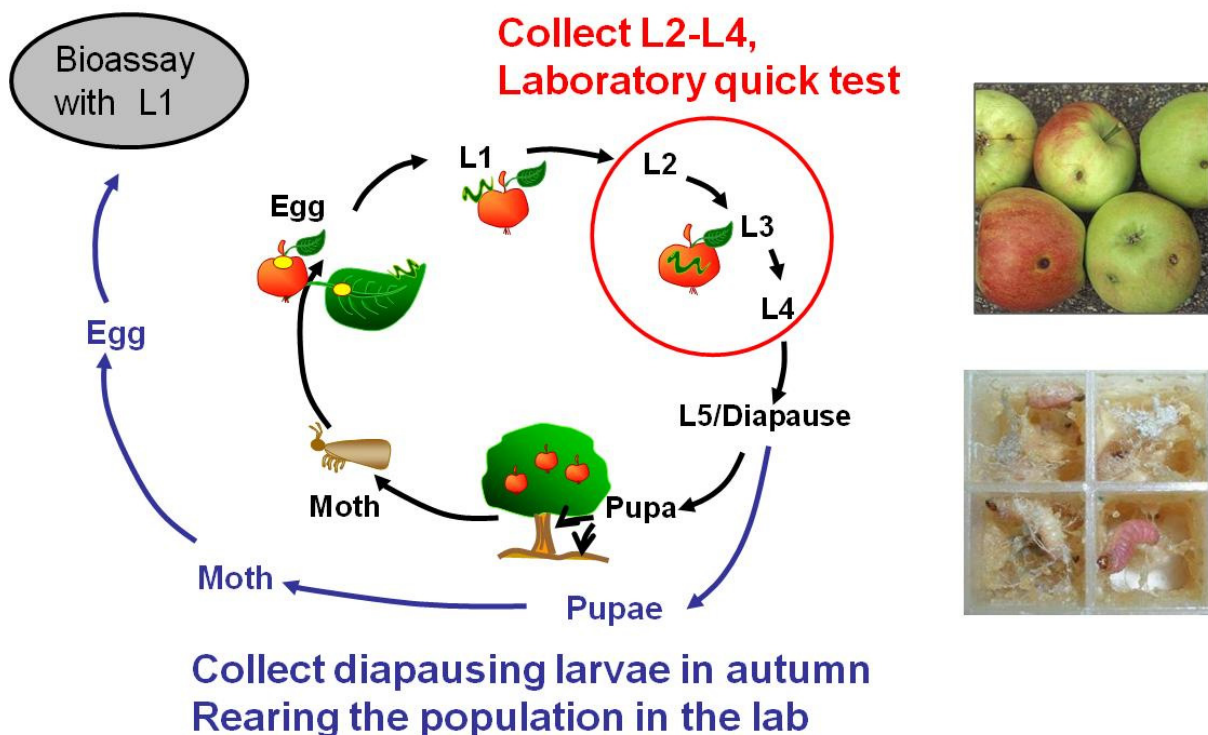 Bioassay
with L1
Collect L2-L4,
Laboratory quick test
L1
L2
Egg
L3
L4
Egg
L5/Diapause
Moth
Pupa
Moth
Pupae
Collect diapausing larvae in autumn
Rearing the population in the lab